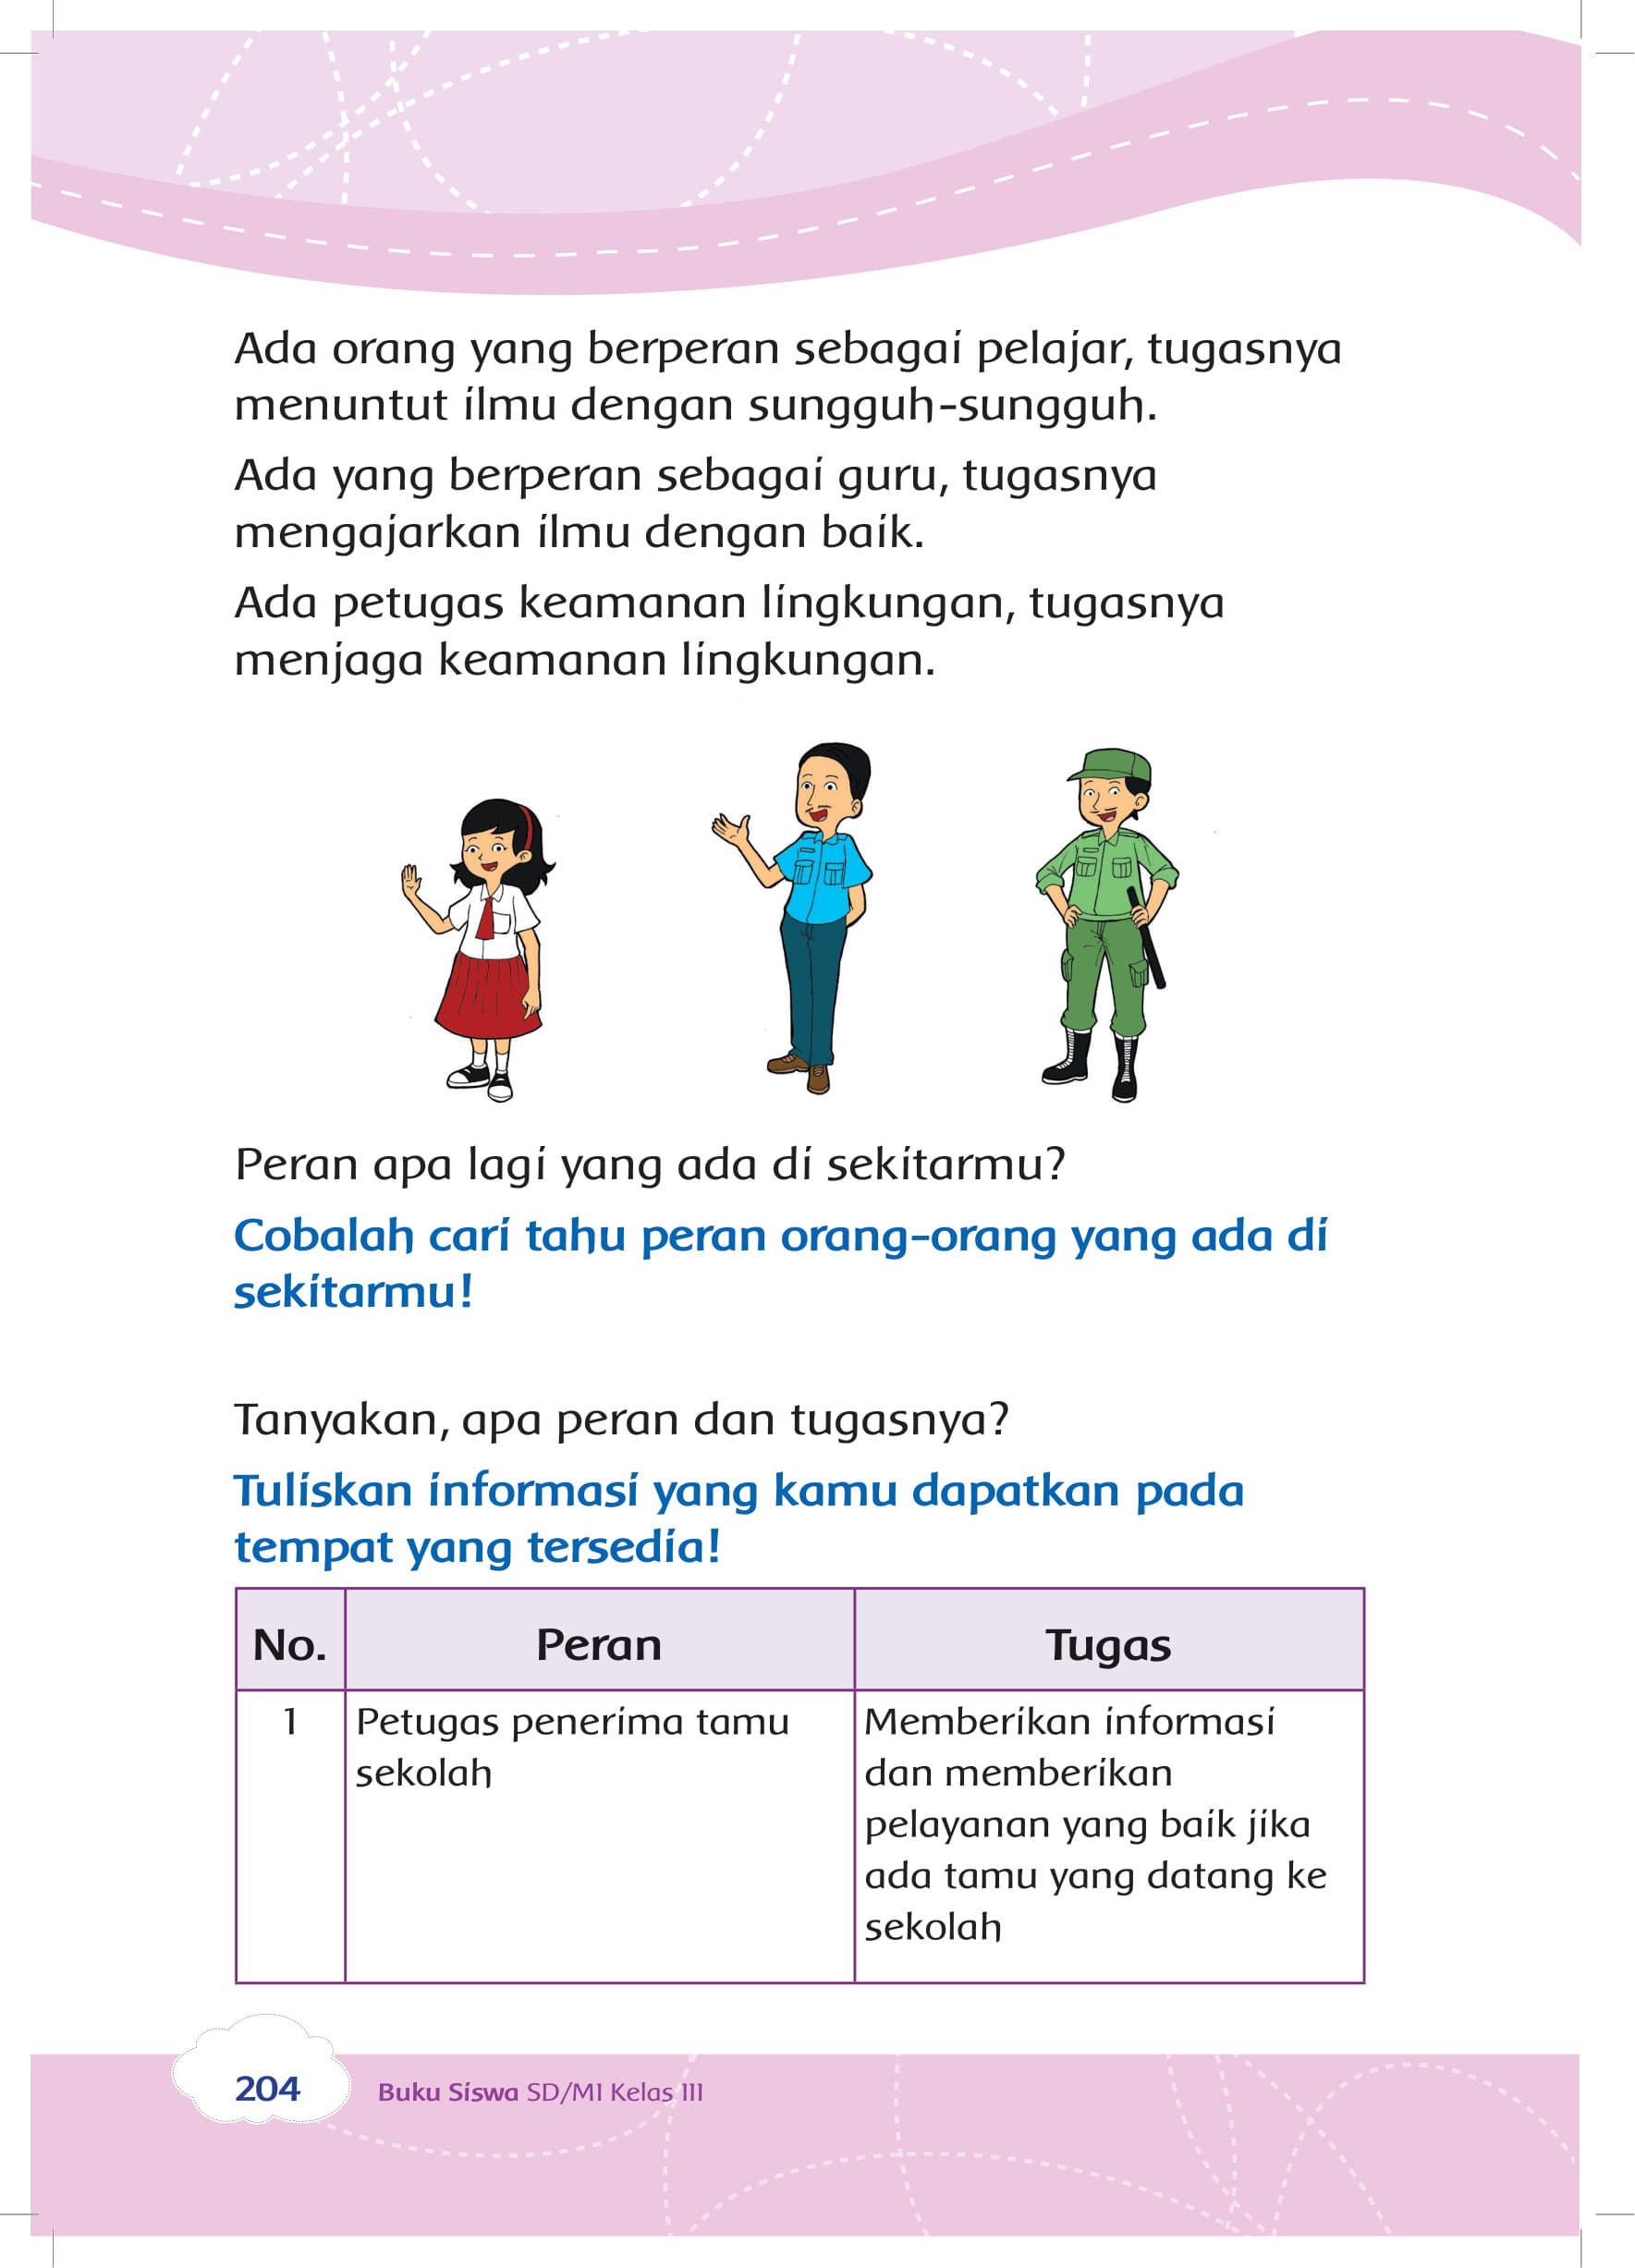 Ada orang yang berperan sebagai pelajar, tugasnya
menuntut ilmu dengan sungguh-sungguh.
Ada yang berperan sebagai guru, tugasnya
mengajarkan ilmu dengan baik.
Ada petugas keamanan lingkungan, tugasnya
menjaga keamanan lingkungan.
Peran apa lagi yang ada di sekitarmu?
Cobalah cari tahu peran orang-orang yang ada di
sekitarmu!
Tanyakan, apa peran dan tugasnya?
Tuliskan informasi yang kamu dapatkan pada
tempat yang tersedia!
No. Peran Tugas
1 Petugas penerima tamu Memberikan informasi
sekolah dan memberikan
pelayanan yang baik jika
ada tamu yang datang ke
sekolah
204 Buku Siswa SD/MI Kelas III